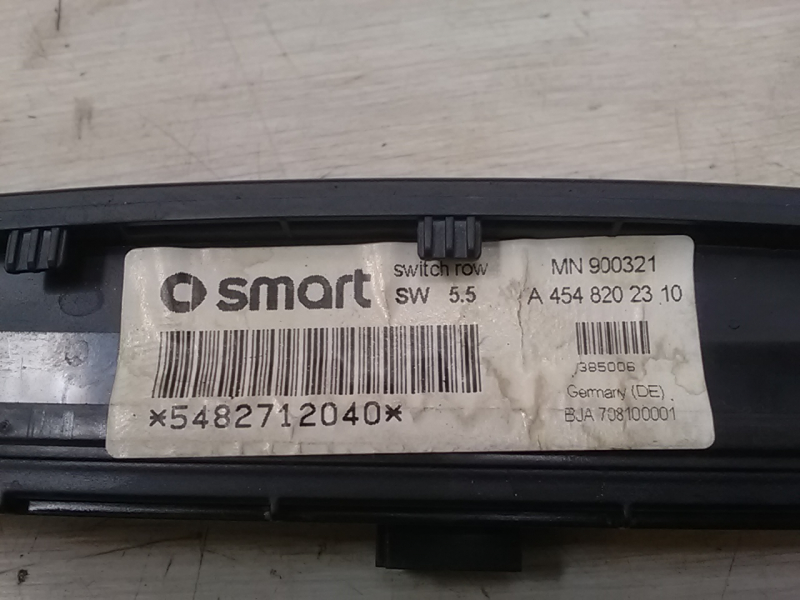 smart
switch row
SW 5.5
MN 900321
A 454 820 23 10
*5482712040*
385006
Germany (DE)
BJA 708100001